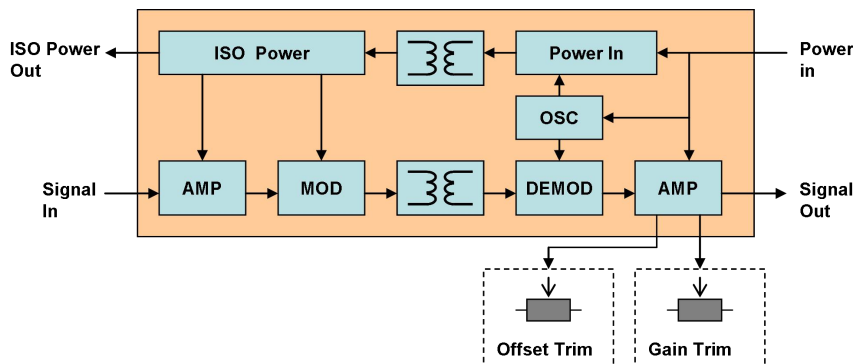 ISO Power
Out
ISO Power
Power In
Power
in
OSC
Signal
In
AMP
MOD
DEMOD
AMP
Signal
Out
Offset Trim
Gain Trim